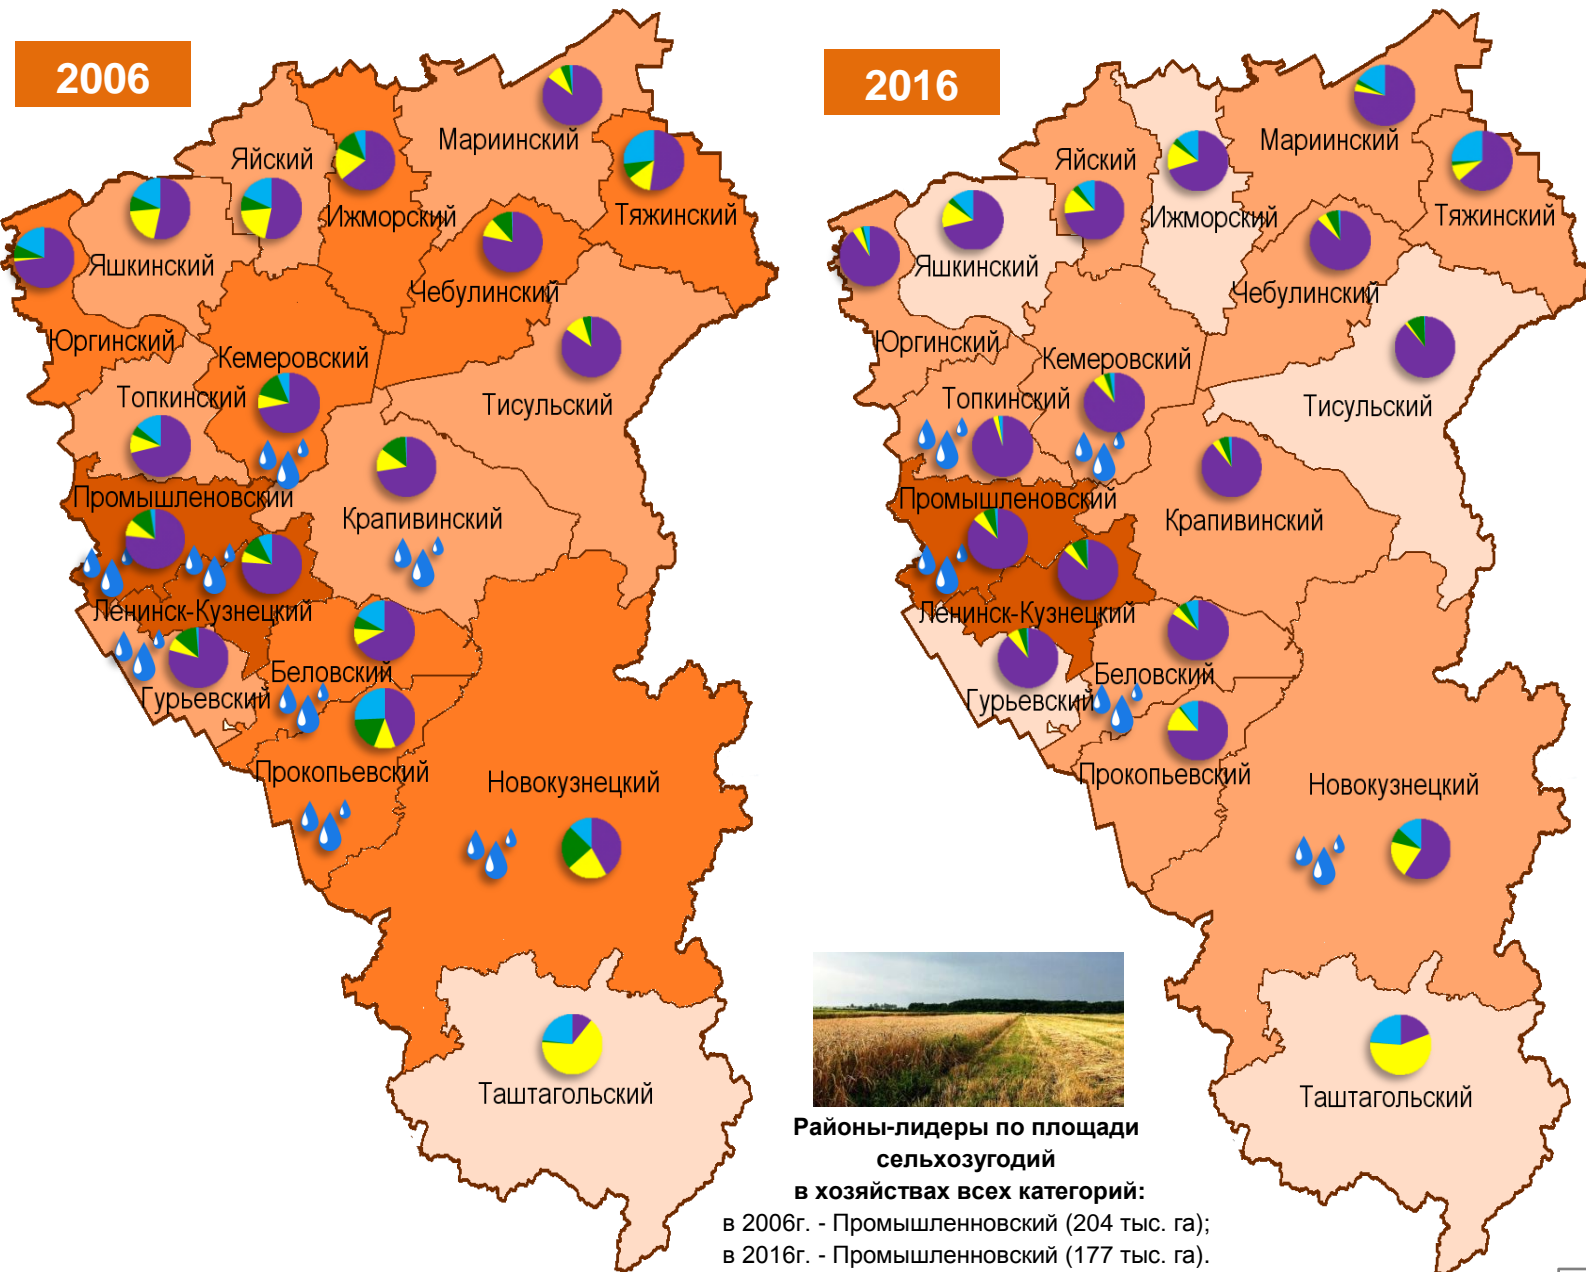 2006
Мариинский
Яйский
Ижморский
Тяжинский
Яшкинский
Чебулинский
Юргинский
Кемеровский
Топкинский
Тисульский
Промышленовский
Крапивинский
Ленинск-Кузнецкий
Беловский
Гурьевский
Прокопьевский
Новокузнецкий
Таштагольский
2016
Мариинский
Яйский
Ижморский
Тяжинский
Яшкинский
Чебулинский
Юргинский
Кемеровский
Топкинский
Тисульский
Промышленовский
Крапивинский
Ленинск-Кузнецкий
Беловский
Гурьевский
Прокопьевский
Новокузнецкий
Таштагольский
Районы-лидеры по площади
сельхозугодий
в хозяйствах всех категорий:
в 2006г. - Промышленновский (204 тыс. га);
в 2016г. - Промышленновский (177 тыс. га).